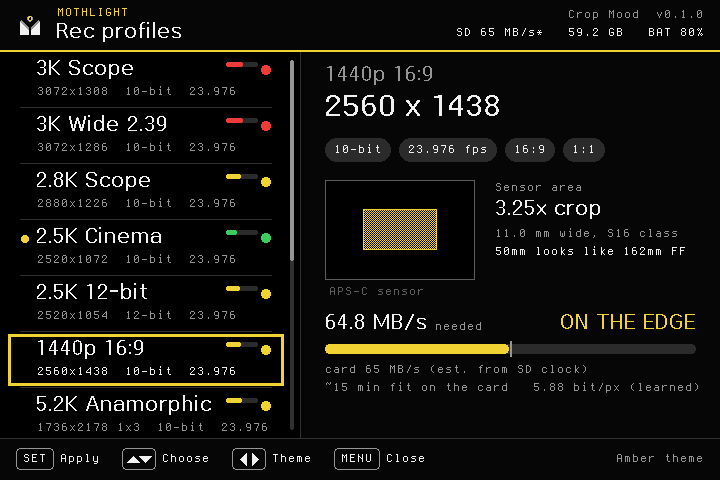 MOTHLIGHT
Rec profiles
Crop Mood v0.1.0
SD 65 MB/s* 59.2 GB BAT 80%
3K Scope
3072x1308 10-bit 23.976
3K Wide 2.39
3072x1286 10-bit 23.976
2.8K Scope
2880x1226 10-bit 23.976
2.5K Cinema
2520x1072 10-bit 23.976
2.5K 12-bit
2520x1054 12-bit 23.976
1440p 16:9
2560x1438 10-bit 23.976
5.2K Anamorphic
1736x2178 1x3 10-bit 23.976
1440p 16:9
2560 x 1438
10-bit 23.976 fps 16:9 1:1
Sensor area
3.25x crop
11.0 mm wide, S16 class
50mm looks like 162mm FF
APS-C sensor
64.8 MB/s needed ON THE EDGE
card 65 MB/s (est. from SD clock)
~15 min fit on the card 5.88 bit/px (learned)
SET Apply Choose Theme MENU Close Amber theme